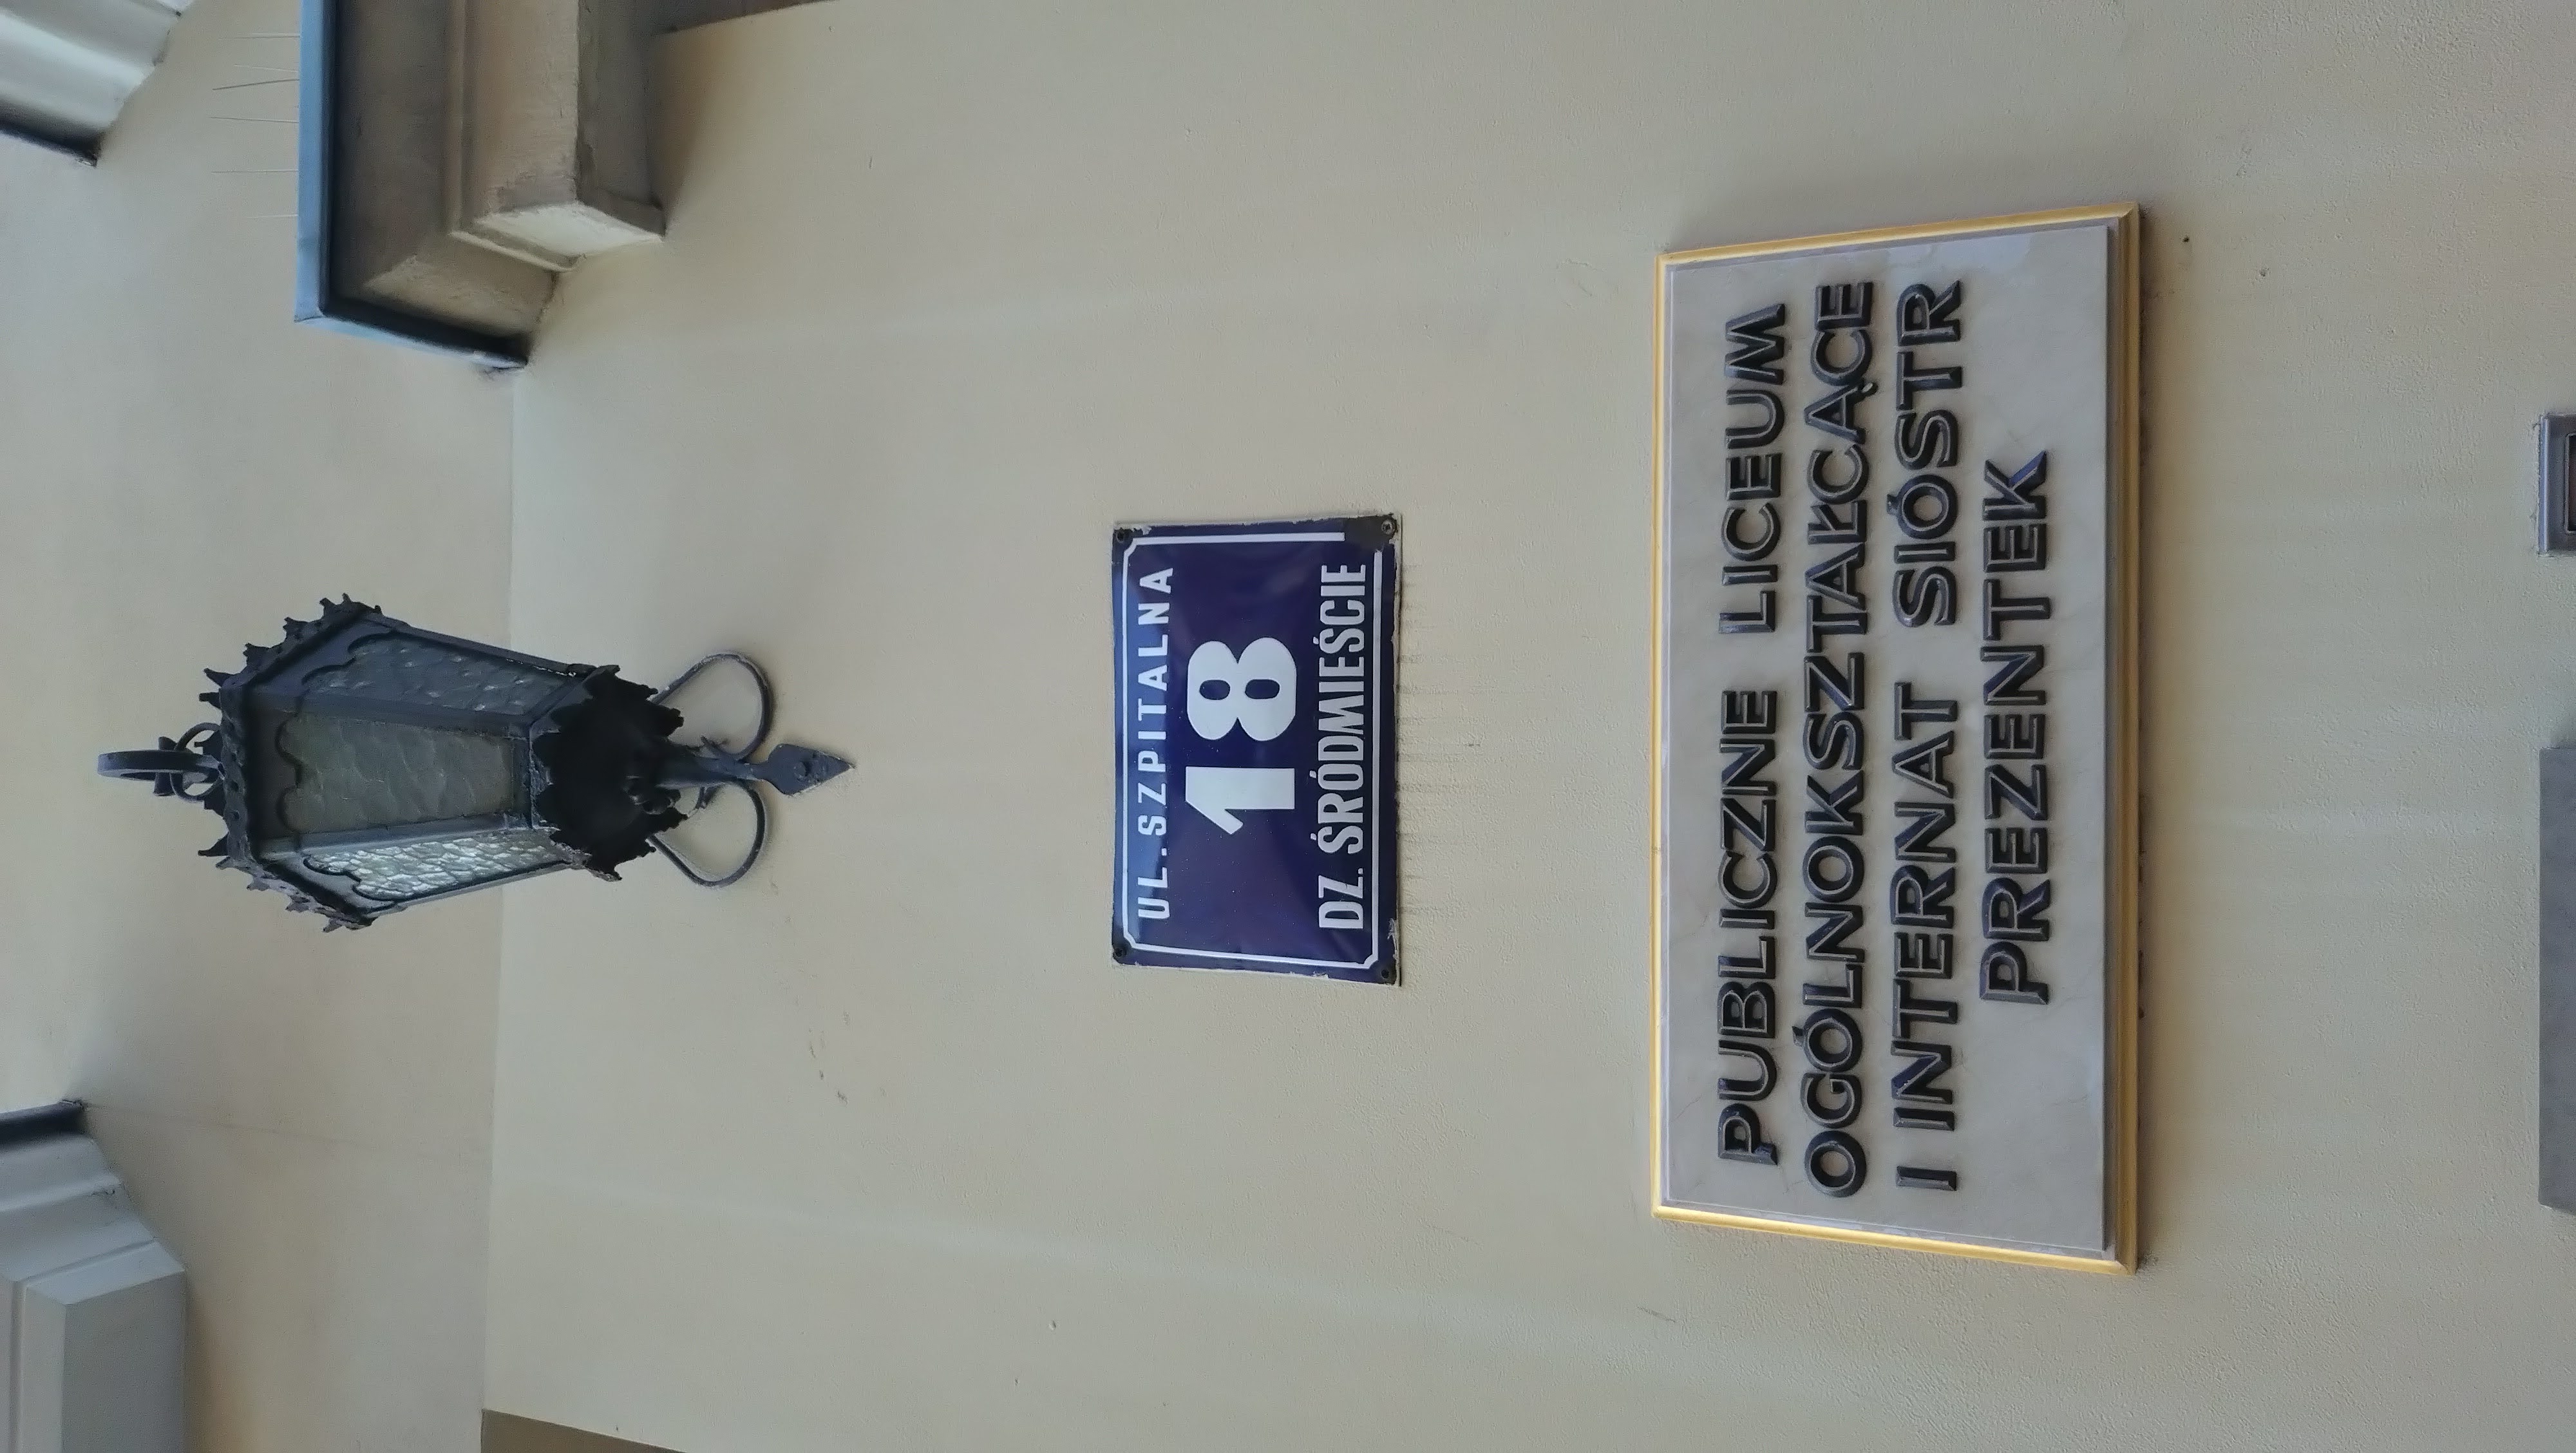 UL. SZPITALNA
18
DZ. ŚRÓDMIEŚCIE
PUBLICZNE LICEUM
OGÓLNOKSZTAŁCĄCE
I INTERNAT SIÓSTR
PREZENTEK